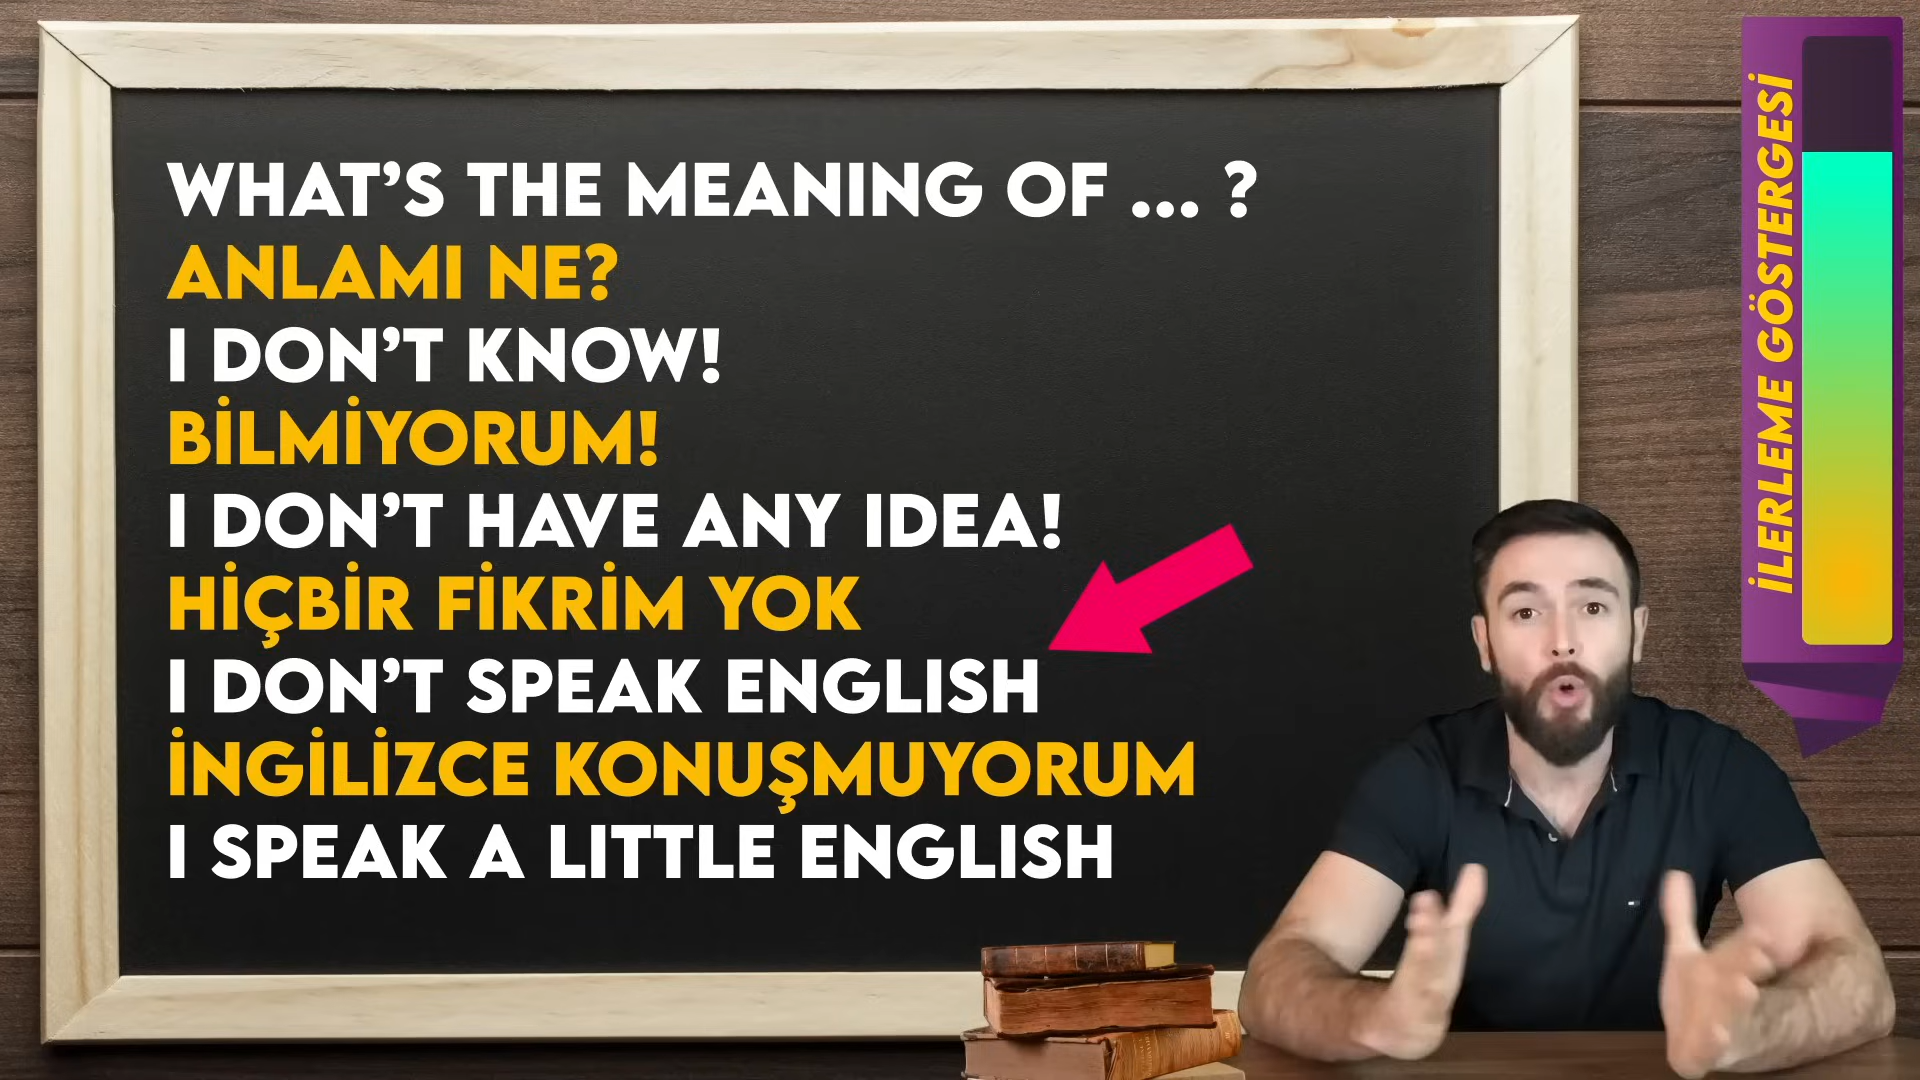 WHAT'S THE MEANING OF ... ?
ANLAMI NE?
I DON'T KNOW!
BİLMİYORUM!
I DON'T HAVE ANY IDEA!
HİÇBİR FİKRİM YOK
I DON'T SPEAK ENGLISH
İNGİLİZCE KONUŞMUYORUM
I SPEAK A LITTLE ENGLISH
İLERLEME GÖSTERGESİ